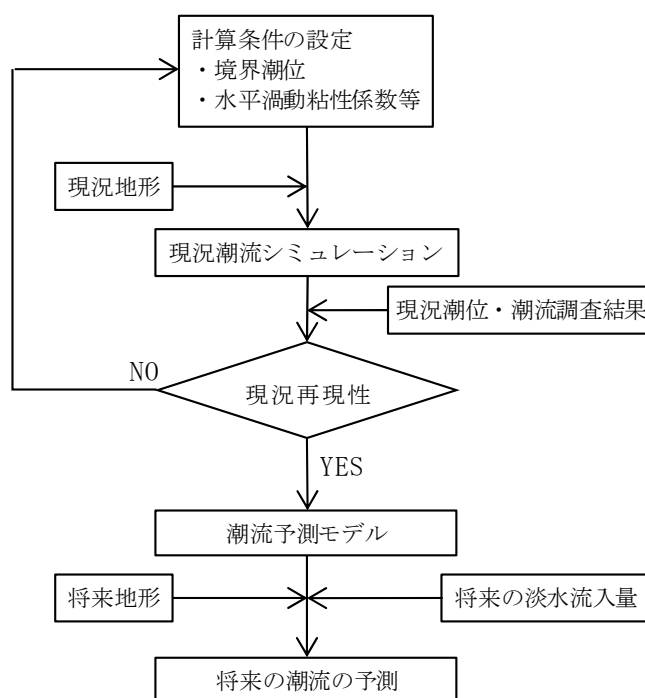 計算条件の設定
・境界潮位
・水平渦動粘性係数等
現況地形
現況潮流シミュレーション
現況潮位・潮流調査結果
NO
現況再現性
YES
潮流予測モデル
将来地形
将来の淡水流入量
将来の潮流の予測